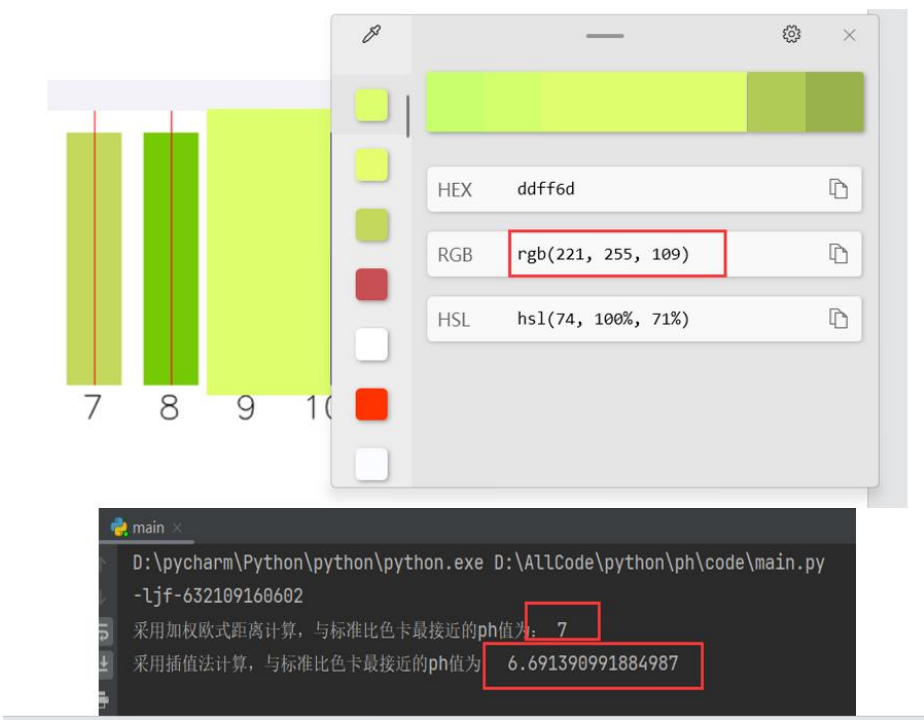 HEX ddff6d
RGB rgb(221, 255, 109)
HSL hsl(74, 100%, 71%)
7 8 9 10
main
D:\pycharm\Python\python\python.exe D:\AllCode\python\ph\code\main.py
-ljf-632109160602
采用加权欧式距离计算，与标准比色卡最接近的ph值为： 7
采用插值法计算，与标准比色卡最接近的ph值为 6.691390991884987